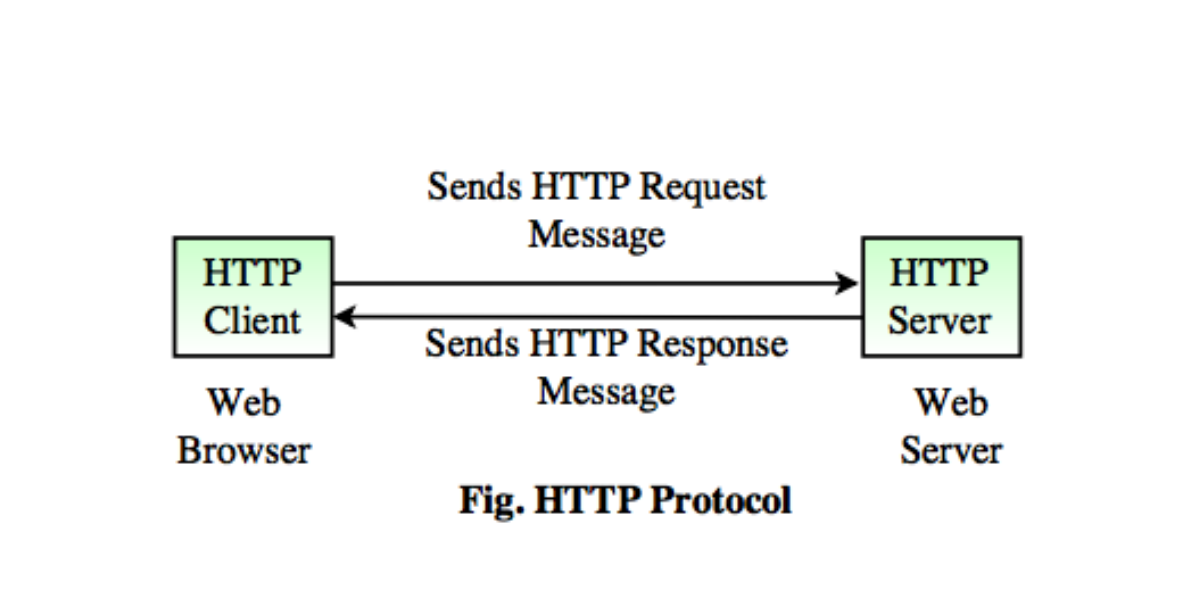 Sends HTTP Request
Message
HTTP
Client
HTTP
Server
Sends HTTP Response
Message
Web
Browser
Web
Server
Fig. HTTP Protocol